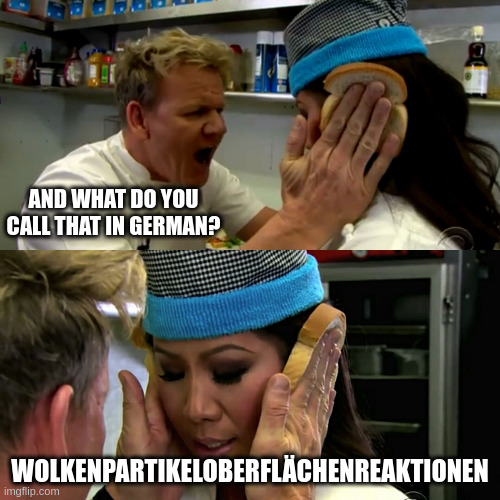 AND WHAT DO YOU
CALL THAT IN GERMAN?
WOLKENPARTIKELOBERFLÄCHENREAKTIONEN
imgflip.com